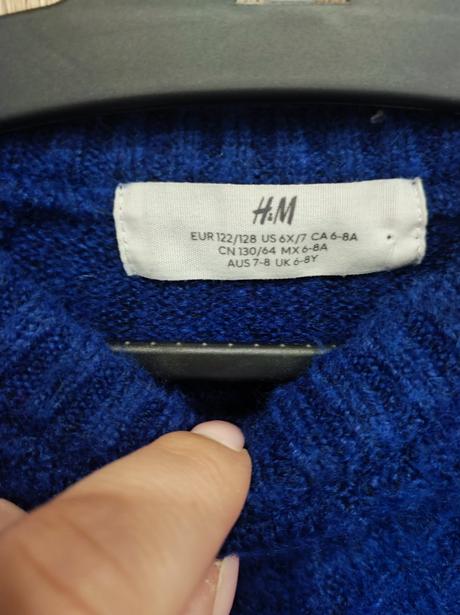 H&M
EUR 122/128 US 6X/7 CA 6-8A
CN 130/64 MX 6-8A
AUS 7-8 UK 6-8Y